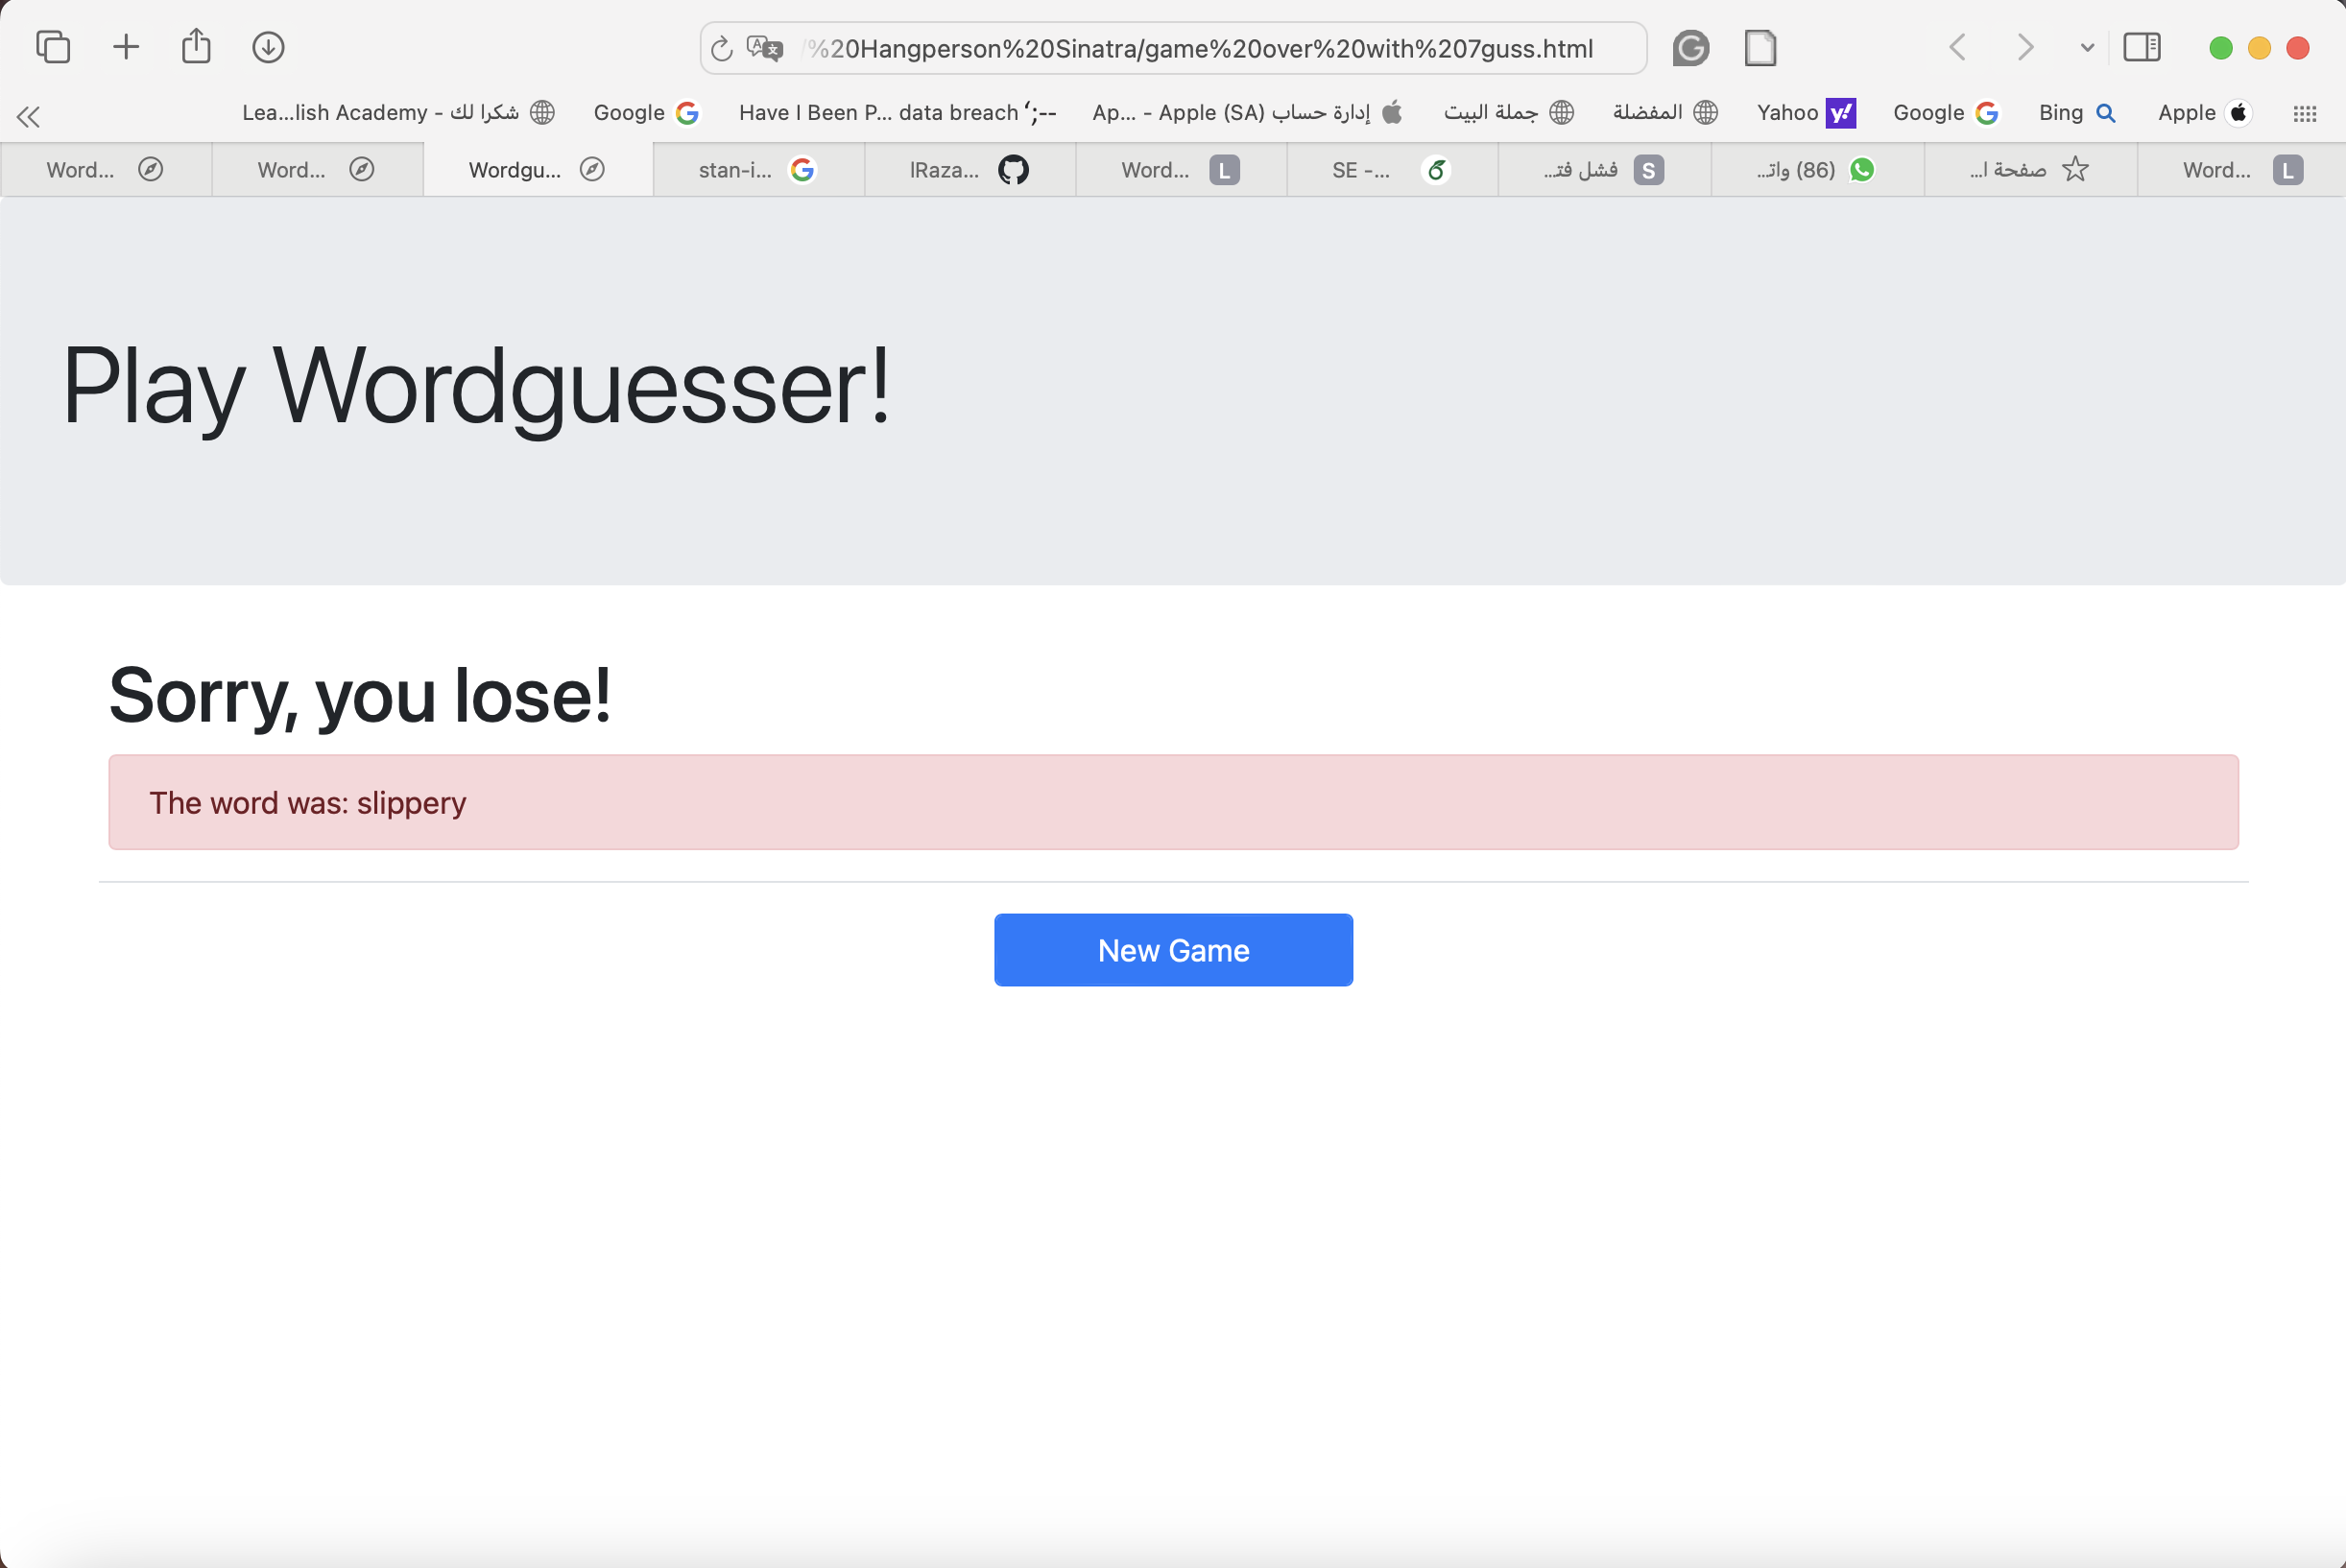 /%20Hangperson%20Sinatra/game%20over%20with%207guss.html
Lea...lish Academy - شكرا لك Google Have I Been P... data breach ‘;-- Ap... - Apple (SA) إدارة حساب جملة البيت المفضلة Yahoo Google Bing Apple
Word... Word... Wordgu... stan-i... IRaza... Word... SE -... فشل فتـ... (86) واتـ... صفحة ا... Word...
Play Wordguesser!
Sorry, you lose!
The word was: slippery
New Game